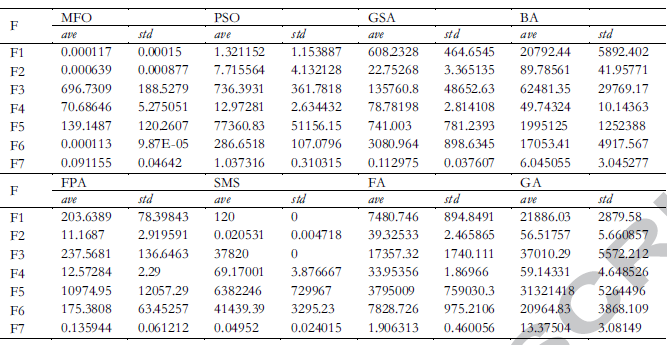 F MFO PSO GSA BA
ave std ave std ave std ave std
F1 0.000117 0.00015 1.321152 1.153887 608.2328 464.6545 20792.44 5892.402
F2 0.000639 0.000877 7.715564 4.132128 22.75268 3.365135 89.78561 41.95771
F3 696.7309 188.5279 736.3931 361.7818 135760.8 48652.63 62481.35 29769.17
F4 70.68646 5.275051 12.97281 2.634432 78.78198 2.814108 49.74324 10.14363
F5 139.1487 120.2607 77360.83 51156.15 741.003 781.2393 1995125 1252388
F6 0.000113 9.87E-05 286.6518 107.0796 3080.964 898.6345 17053.41 4917.567
F7 0.091155 0.04642 1.037316 0.310315 0.112975 0.037607 6.045055 3.045277
F FPA SMS FA GA
ave std ave std ave std ave std
F1 203.6389 78.39843 120 0 7480.746 894.8491 21886.03 2879.58
F2 11.1687 2.919591 0.020531 0.004718 39.32533 2.465865 56.51757 5.660857
F3 237.5681 136.6463 37820 0 17357.32 1740.111 37010.29 5572.212
F4 12.57284 2.29 69.17001 3.876667 33.95356 1.86966 59.14331 4.648526
F5 10974.95 12057.29 6382246 729967 3795009 759030.3 31321418 5264496
F6 175.3808 63.45257 41439.39 3295.23 7828.726 975.2106 20964.83 3868.109
F7 0.135944 0.061212 0.04952 0.024015 1.906313 0.460056 13.37504 3.08149
SCRI